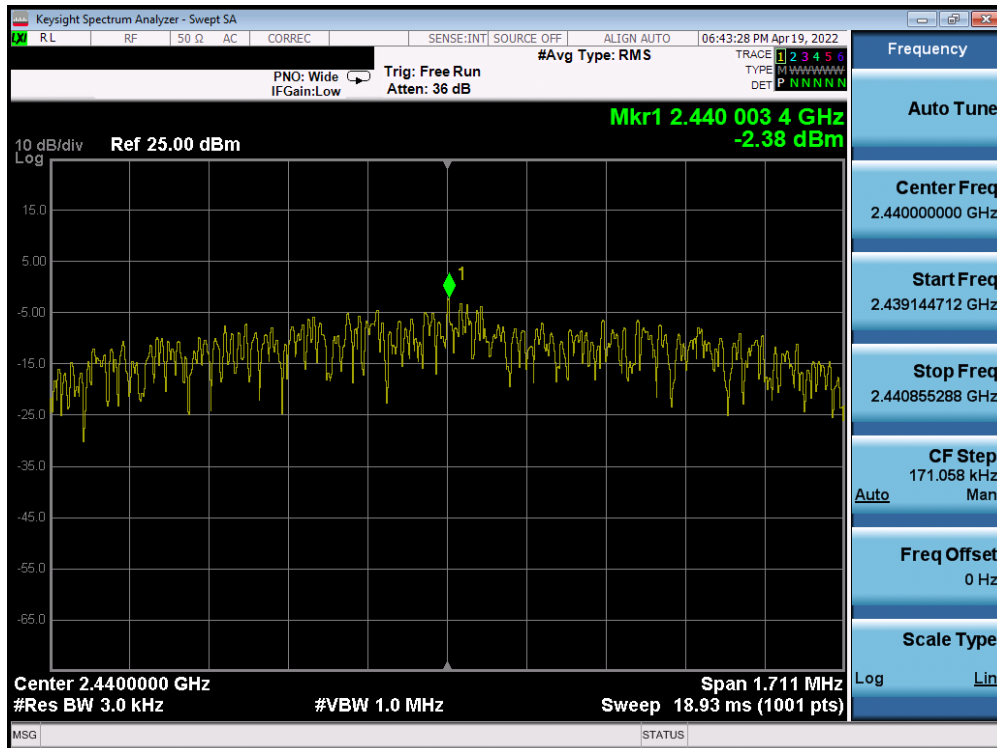 Keysight Spectrum Analyzer - Swept SA
LXI RL RF 50 Ω AC CORREC SENSE:INT SOURCE OFF ALIGN AUTO 06:43:28 PM Apr 19, 2022
#Avg Type: RMS
TRACE 1 2 3 4 5 6
PNO: Wide Trig: Free Run TYPE M WWWWW
IFGain:Low Atten: 36 dB DET P N N N N N
Mkr1 2.440 003 4 GHz
-2.38 dBm
10 dB/div Ref 25.00 dBm
Log
15.0
5.00
1
-5.00
-15.0
-25.0
-35.0
-45.0
-55.0
-65.0
Center 2.4400000 GHz Span 1.711 MHz
#Res BW 3.0 kHz #VBW 1.0 MHz Sweep 18.93 ms (1001 pts)
MSG STATUS
Frequency
Auto Tune
Center Freq
2.440000000 GHz
Start Freq
2.439144712 GHz
Stop Freq
2.440855288 GHz
CF Step
171.058 kHz
Auto Man
Freq Offset
0 Hz
Scale Type
Log Lin